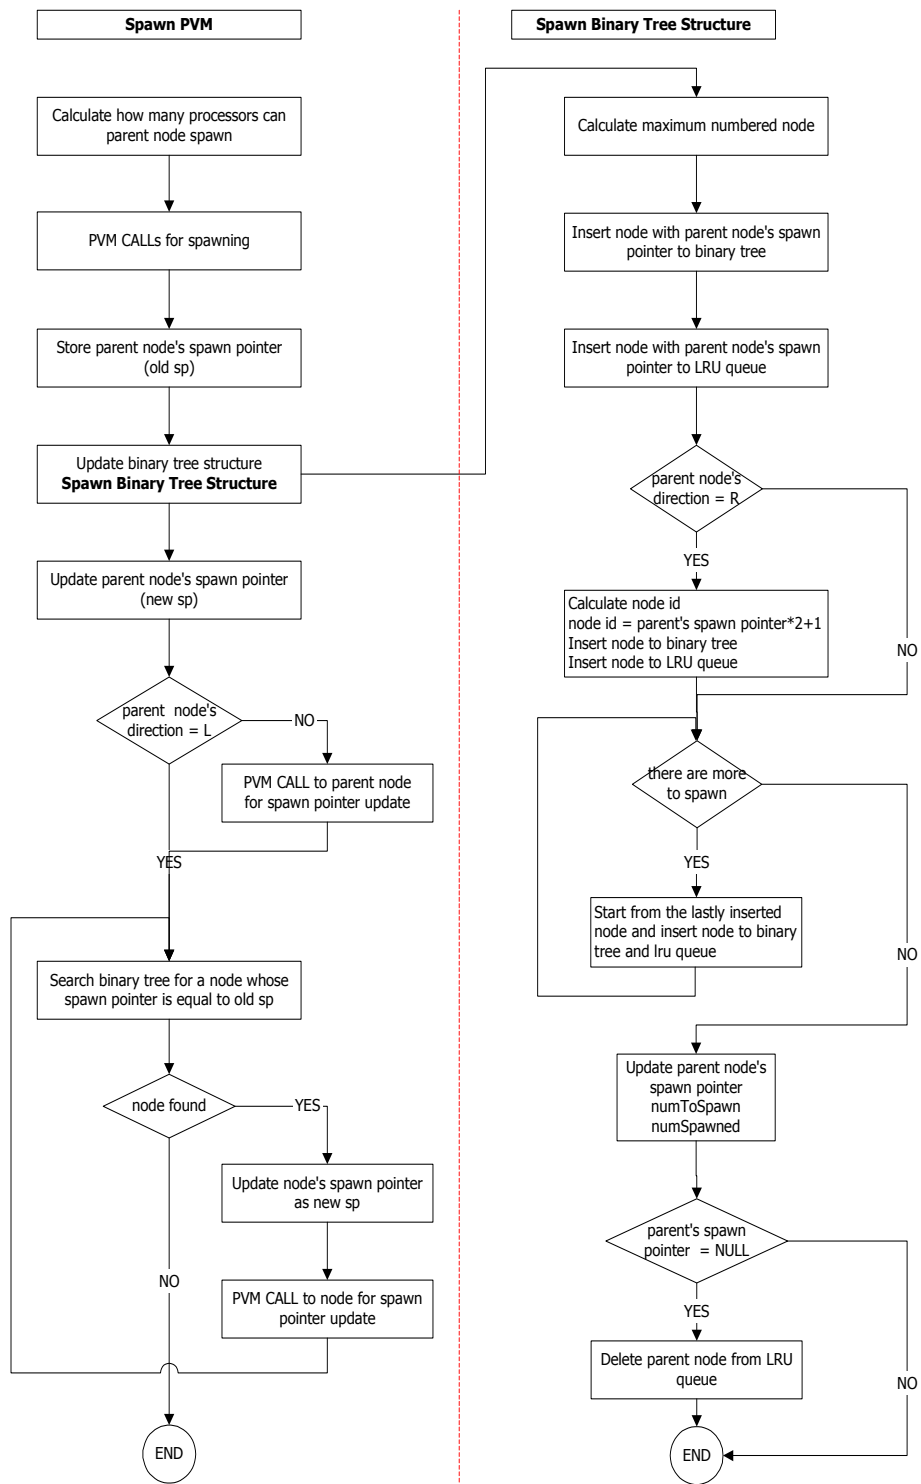 Spawn PVM
Calculate how many processors can
parent node spawn
PVM CALLs for spawning
Store parent node's spawn pointer
(old sp)
Update binary tree structure
Spawn Binary Tree Structure
Update parent node's spawn pointer
(new sp)
parent node's
direction = L
NO
PVM CALL to parent node
for spawn pointer update
YES
Search binary tree for a node whose
spawn pointer is equal to old sp
node found
YES
Update node's spawn pointer
as new sp
NO
PVM CALL to node for spawn
pointer update
END
Spawn Binary Tree Structure
Calculate maximum numbered node
Insert node with parent node's spawn
pointer to binary tree
Insert node with parent node's spawn
pointer to LRU queue
parent node's
direction = R
YES
Calculate node id
node id = parent's spawn pointer*2+1
Insert node to binary tree
Insert node to LRU queue
NO
there are more
to spawn
YES
Start from the lastly inserted
node and insert node to binary
tree and lru queue
NO
Update parent node's
spawn pointer
numToSpawn
numSpawned
parent's spawn
pointer = NULL
YES
Delete parent node from LRU
queue
NO
END